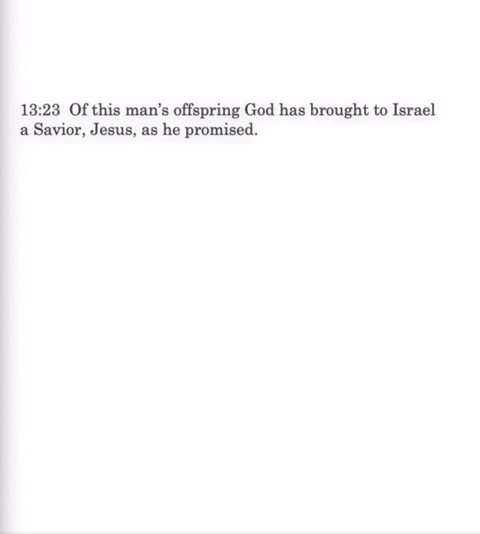 13:23 Of this man's offspring God has brought to Israel
a Savior, Jesus, as he promised.